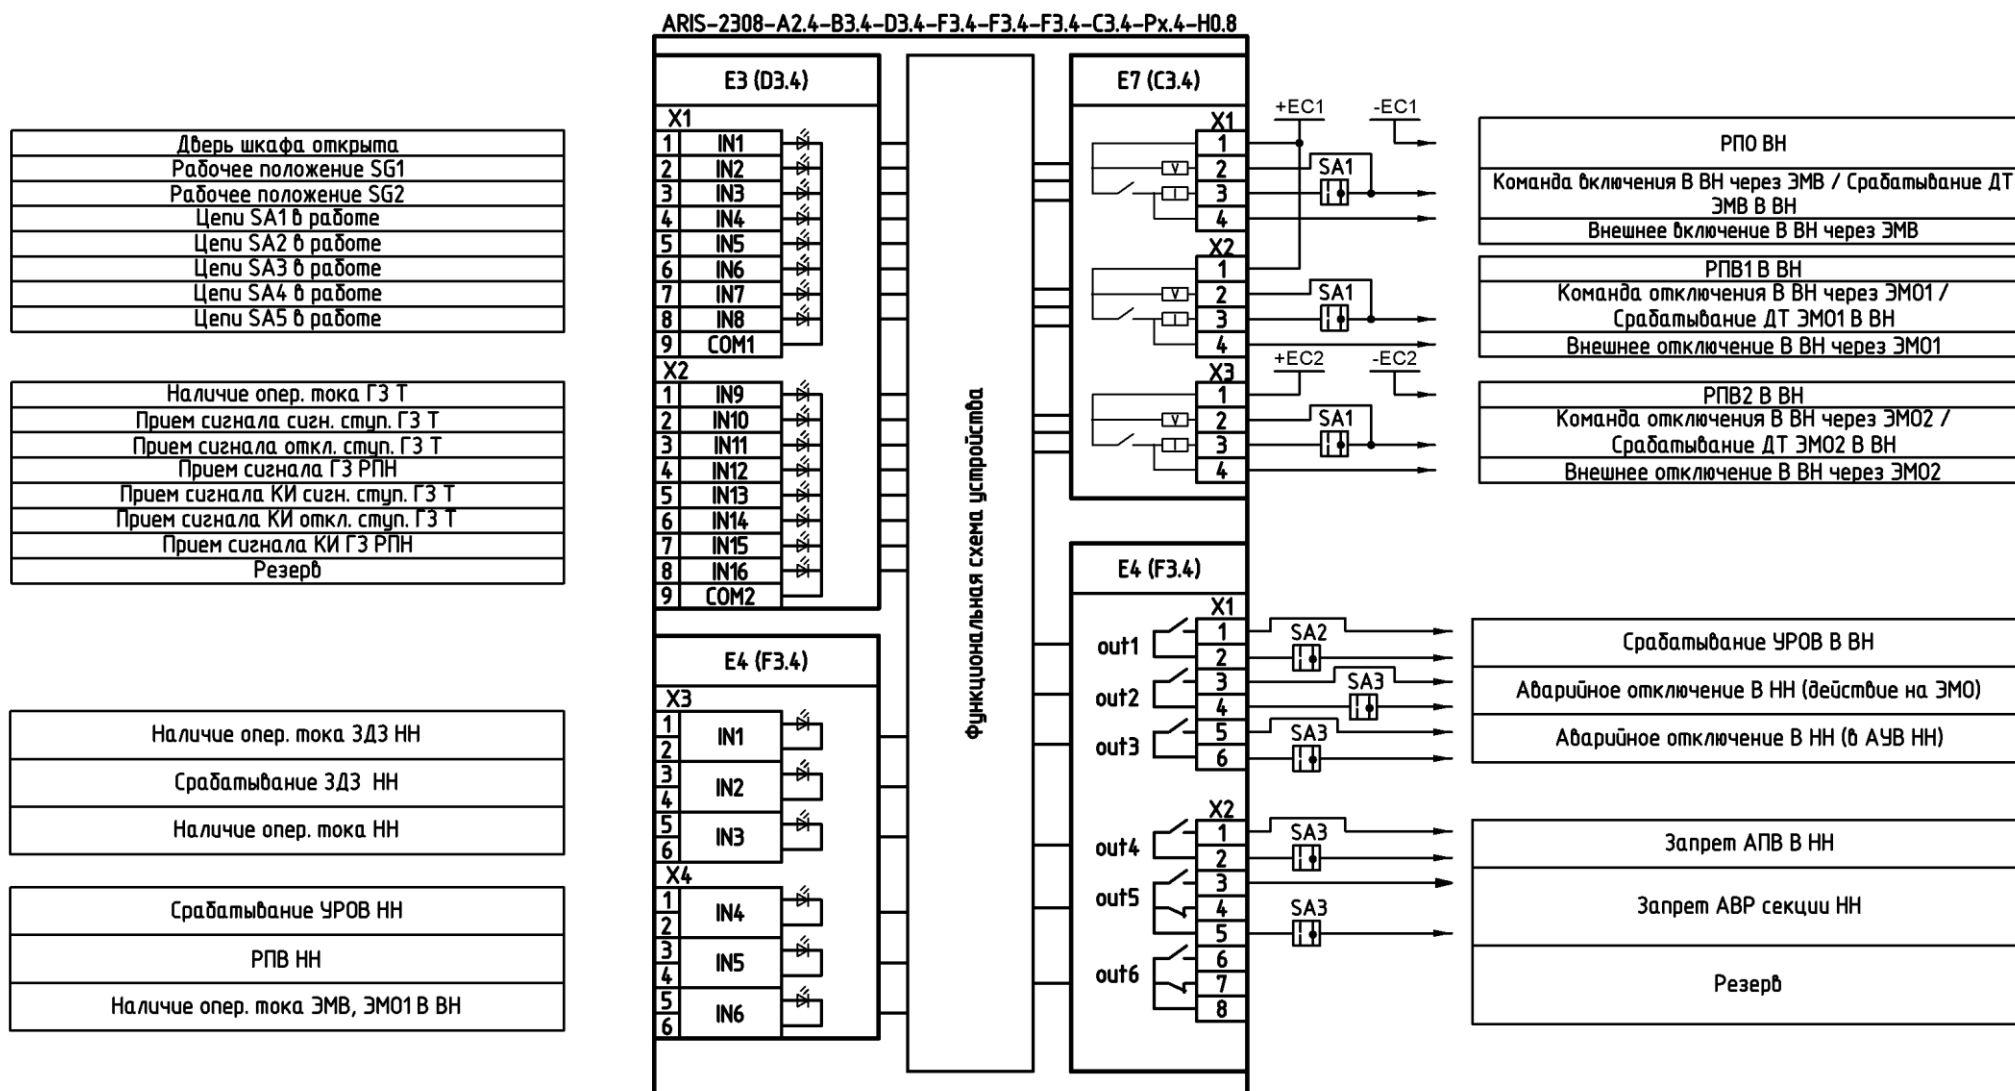 ARIS-2308-A2.4-B3.4-D3.4-F3.4-F3.4-F3.4-C3.4-Px.4-H0.8
Дверь шкафа открыта
Рабочее положение SG1
Рабочее положение SG2
Цепи SA1 в работе
Цепи SA2 в работе
Цепи SA3 в работе
Цепи SA4 в работе
Цепи SA5 в работе
Наличие опер. тока ГЗ Т
Прием сигнала сигн. ступ. ГЗ Т
Прием сигнала откл. ступ. ГЗ Т
Прием сигнала ГЗ РПН
Прием сигнала КИ сигн. ступ. ГЗ Т
Прием сигнала КИ откл. ступ. ГЗ Т
Прием сигнала КИ ГЗ РПН
Резерв
Наличие опер. тока ЗДЗ НН
Срабатывание ЗДЗ НН
Наличие опер. тока НН
Срабатывание УРОВ НН
РПВ НН
Наличие опер. тока ЭМВ, ЭМО1 В ВН
E3 (D3.4)
X1
1 IN1
2 IN2
3 IN3
4 IN4
5 IN5
6 IN6
7 IN7
8 IN8
9 COM1
X2
1 IN9
2 IN10
3 IN11
4 IN12
5 IN13
6 IN14
7 IN15
8 IN16
9 COM2
E4 (F3.4)
X3
1
IN1
2
3
IN2
4
5
IN3
6
X4
1
IN4
2
3
IN5
4
5
IN6
6
Функциональная схема устройства
E7 (C3.4)
+EC1 -EC1
X1
1
V 2 SA1
I 3
4
X2
1
V 2 SA1
I 3
4
+EC2 -EC2
X3
1
V 2 SA1
I 3
4
E4 (F3.4)
X1
out1
1 SA2
2
out2
3 SA3
4
out3
5 SA3
6
X2
out4
1 SA3
2
out5
3
4 SA3
5
out6
6
7
8
РПО ВН
Команда включения В ВН через ЭМВ / Срабатывание ДТ
ЭМВ В ВН
Внешнее включение В ВН через ЭМВ
РПВ1 В ВН
Команда отключения В ВН через ЭМО1 /
Срабатывание ДТ ЭМО1 В ВН
Внешнее отключение В ВН через ЭМО1
РПВ2 В ВН
Команда отключения В ВН через ЭМО2 /
Срабатывание ДТ ЭМО2 В ВН
Внешнее отключение В ВН через ЭМО2
Срабатывание УРОВ В ВН
Аварийное отключение В НН (действие на ЭМО)
Аварийное отключение В НН (в АУВ НН)
Запрет АПВ В НН
Запрет АВР секции НН
Резерв